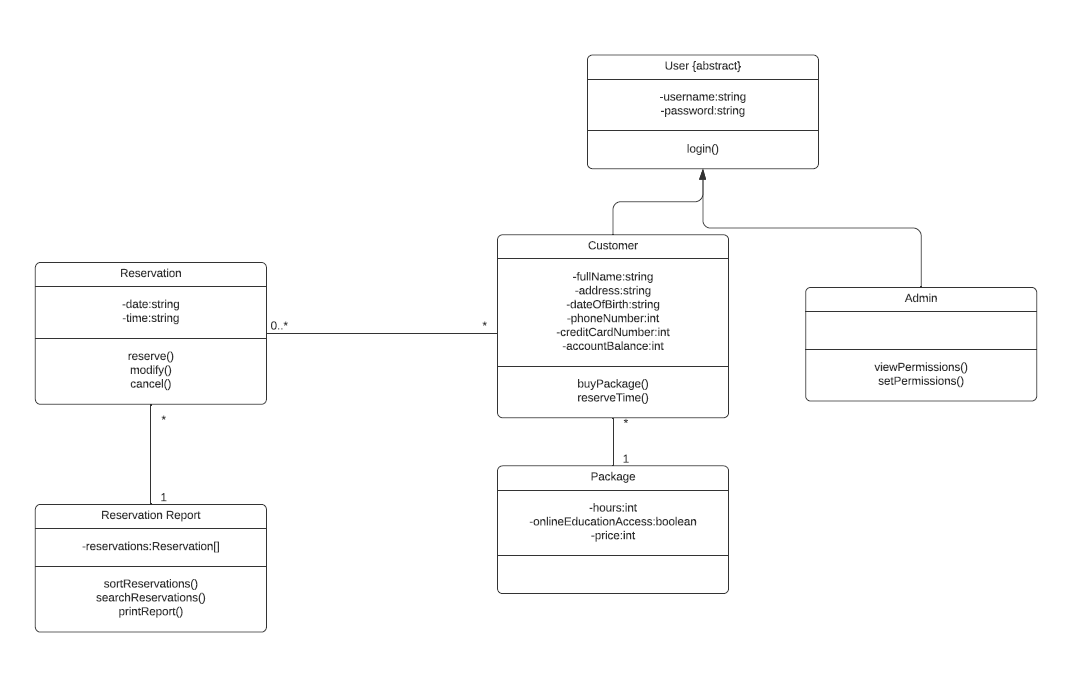 User {abstract}
-username:string
-password:string
login()
Customer
-fullName:string
-address:string
-dateOfBirth:string
-phoneNumber:int
-creditCardNumber:int
-accountBalance:int
buyPackage()
reserveTime()
Reservation
-date:string
-time:string
reserve()
modify()
cancel()
0..*
*
Admin
viewPermissions()
setPermissions()
*
1
*
1
Package
-hours:int
-onlineEducationAccess:boolean
-price:int
Reservation Report
-reservations:Reservation[]
sortReservations()
searchReservations()
printReport()